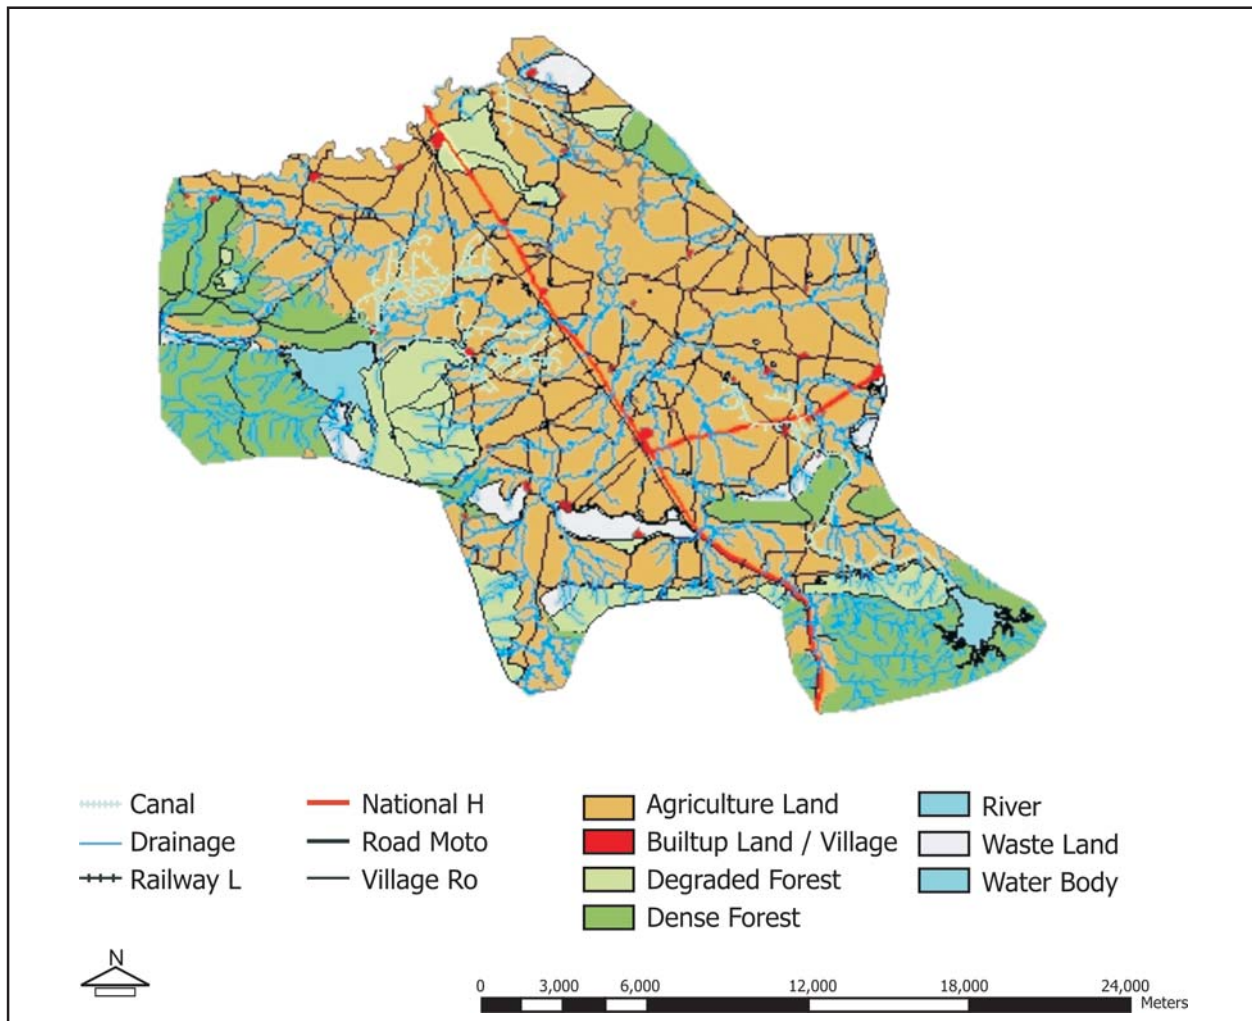 Canal
Drainage
Railway L
National H
Road Moto
Village Ro
Agriculture Land
Builtup Land / Village
Degraded Forest
Dense Forest
River
Waste Land
Water Body
N
0 3,000 6,000 12,000 18,000 24,000
Meters